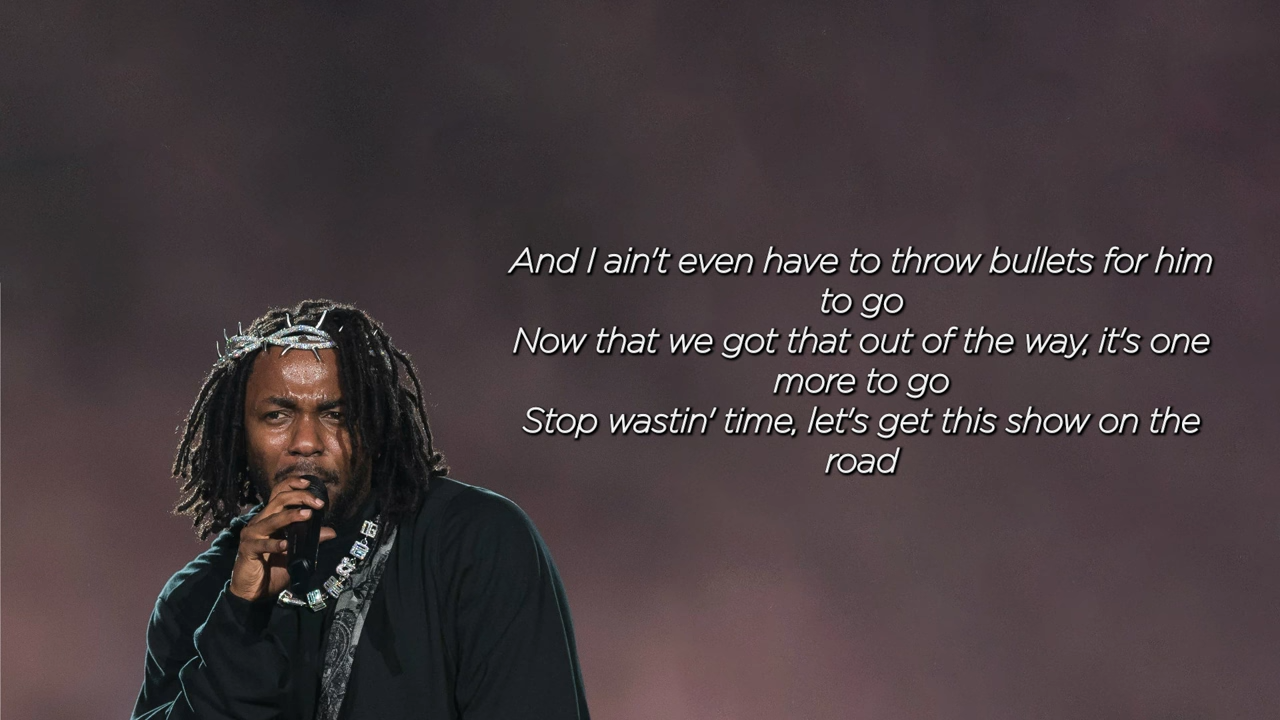 And I ain't even have to throw bullets for him
to go
Now that we got that out of the way, it's one
more to go
Stop wastin' time, let's get this show on the
road